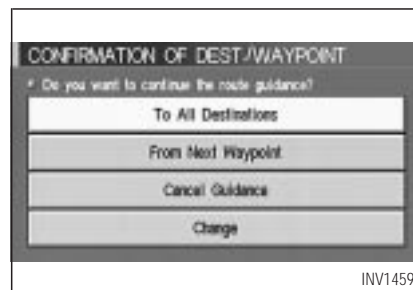 CONFIRMATION OF DEST./WAYPOINT
* Do you want to continue the route guidance?
To All Destinations
From Next Waypoint
Cancel Guidance
Change
INV1459